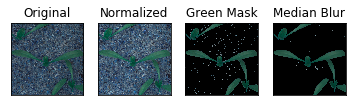 Original
Normalized
Green Mask
Median Blur